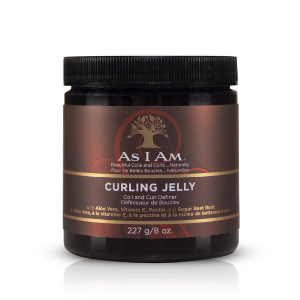 AS I AM
Beautiful Coils and Curls... Naturally
Pour De Belles Boucles... Naturelles
CURLING JELLY
Coil and Curl Definer
Définisseur de Boucles
with Aloe Vera, Vitamin E, Pectin and Sugar Beet Root
à la vitamine E, à la pectine et à la racine de betterave
227 g/8 oz.